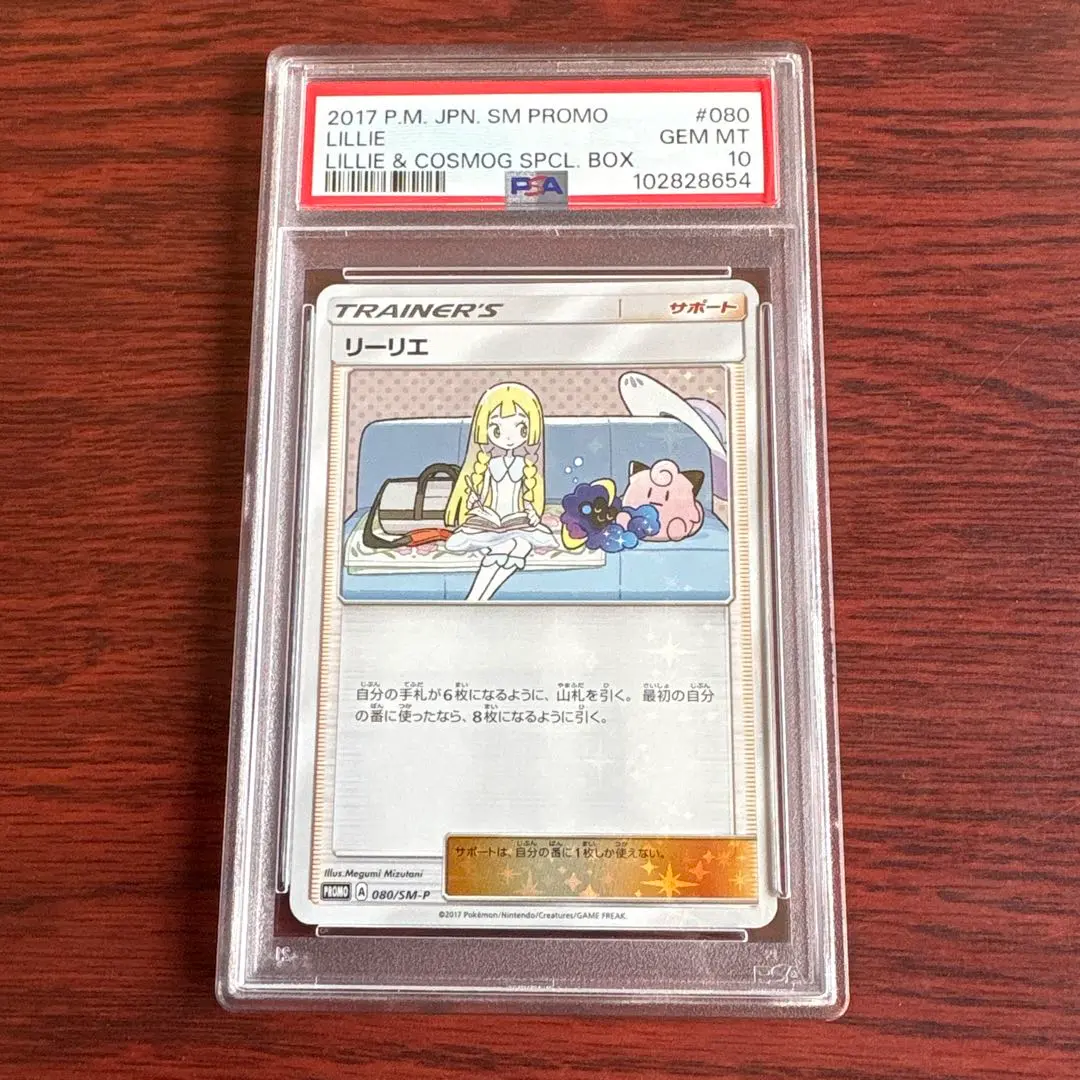 2017 P.M. JPN. SM PROMO #080
LILLIE GEM MT
LILLIE & COSMOG SPCL. BOX 10
PSA 102828654
TRAINER'S サポート
リーリエ
自分の手札が6枚になるように、山札を引く。最初の自分
の番に使ったなら、8枚になるように引く。
サポートは、自分の番に1枚しか使えない。
Illus.Megumi Mizutani
PROMO A 080/SM-P
©2017 Pokémon/Nintendo/Creatures/GAME FREAK.
PSA